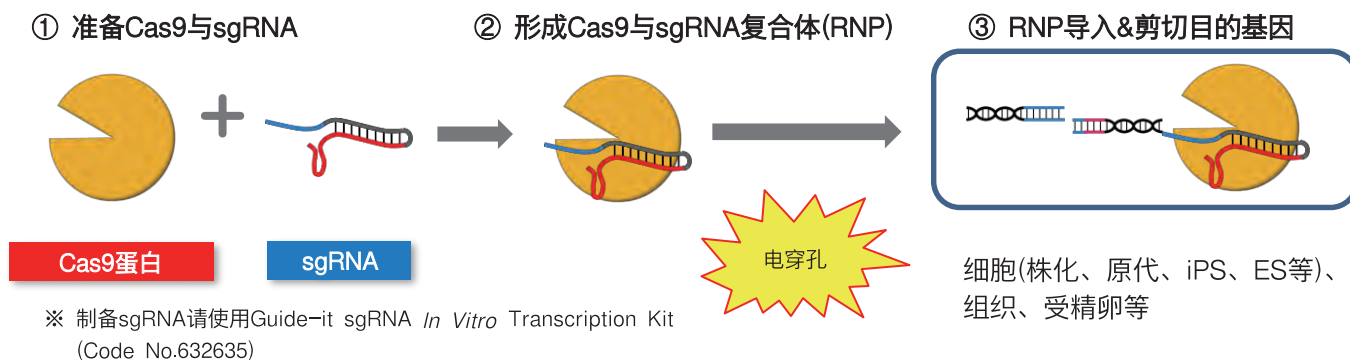 ① 准备Cas9与sgRNA
② 形成Cas9与sgRNA复合体(RNP)
③ RNP导入&剪切目的基因
Cas9蛋白
sgRNA
电穿孔
细胞(株化、原代、iPS、ES等)、
组织、受精卵等
※ 制备sgRNA请使用Guide-it sgRNA In Vitro Transcription Kit
(Code No.632635)